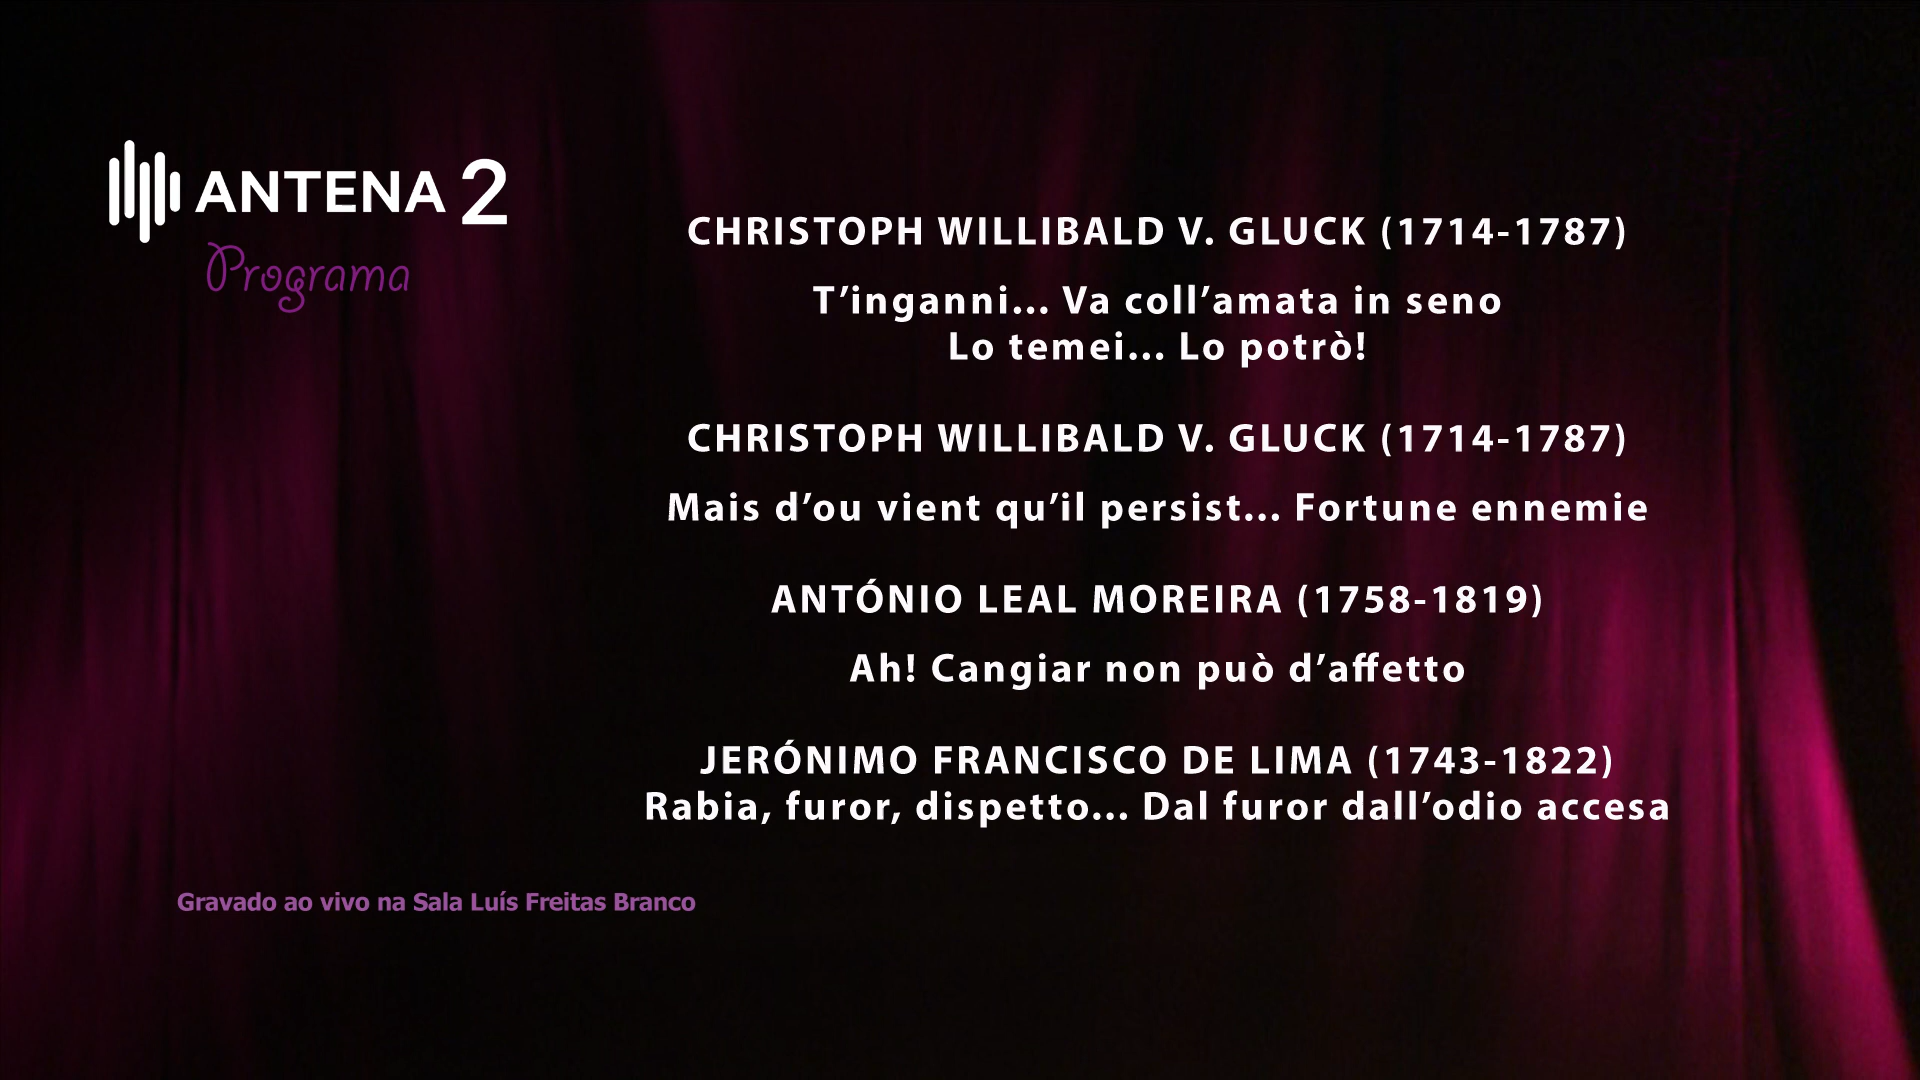 ANTENA 2
Programa
CHRISTOPH WILLIBALD V. GLUCK (1714-1787)
T’inganni... Va coll’amata in seno
Lo temei... Lo potrò!
CHRISTOPH WILLIBALD V. GLUCK (1714-1787)
Mais d’ou vient qu’il persist... Fortune ennemie
ANTÓNIO LEAL MOREIRA (1758-1819)
Ah! Cangiar non può d’affetto
JERÓNIMO FRANCISCO DE LIMA (1743-1822)
Rabia, furor, dispetto... Dal furor dall’odio accesa
Gravado ao vivo na Sala Luís Freitas Branco